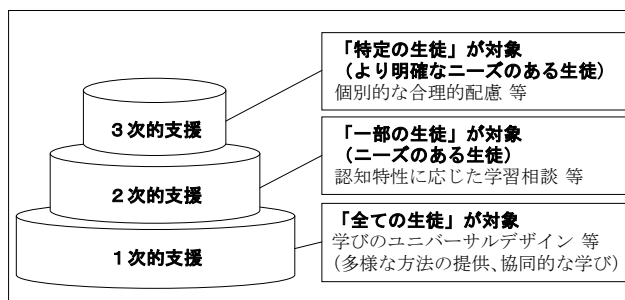 「特定の生徒」が対象
(より明確なニーズのある生徒)
個別的な合理的配慮 等
3次的支援
「一部の生徒」が対象
(ニーズのある生徒)
認知特性に応じた学習相談 等
2次的支援
「全ての生徒」が対象
学びのユニバーサルデザイン 等
(多様な方法の提供、協同的な学び)
1次的支援